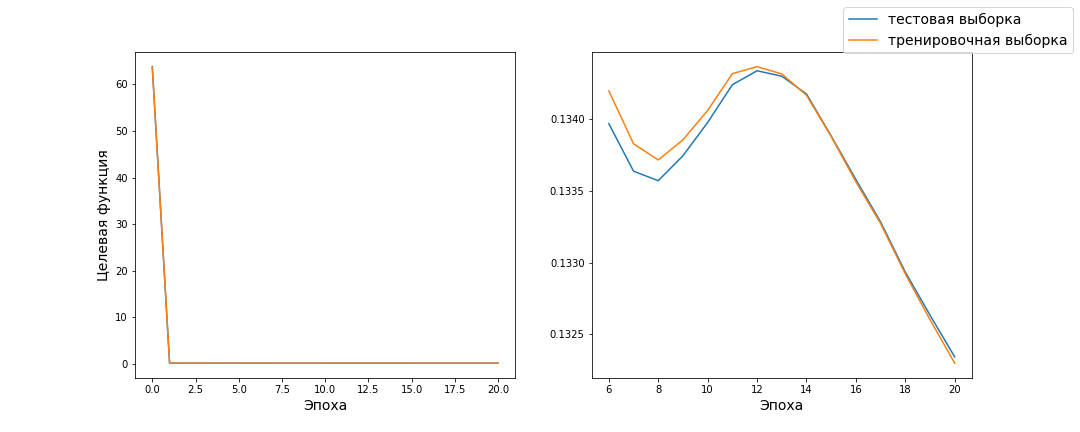 тестовая выборка
тренировочная выборка
60
50
40
30
20
10
0
Целевая функция
0.0 2.5 5.0 7.5 10.0 12.5 15.0 17.5 20.0
Эпоха
0.1340
0.1335
0.1330
0.1325
6 8 10 12 14 16 18 20
Эпоха